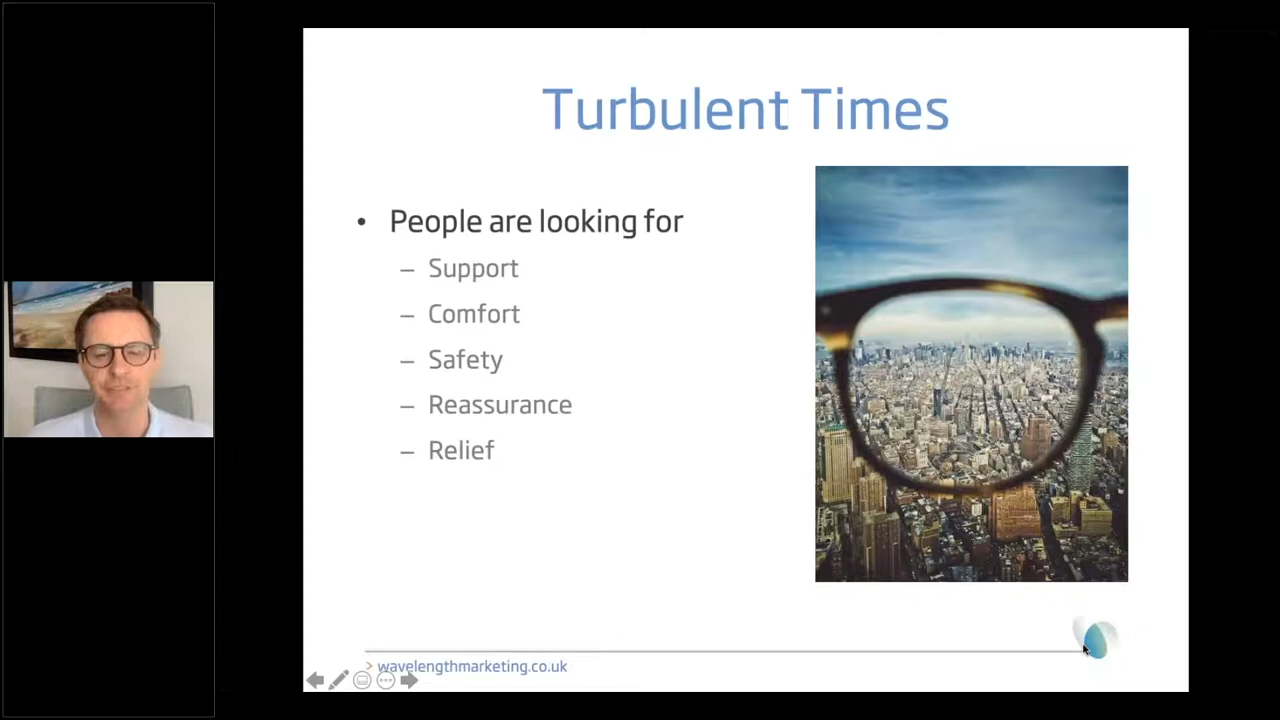 Turbulent Times
• People are looking for
– Support
– Comfort
– Safety
– Reassurance
– Relief
> wavelengthmarketing.co.uk